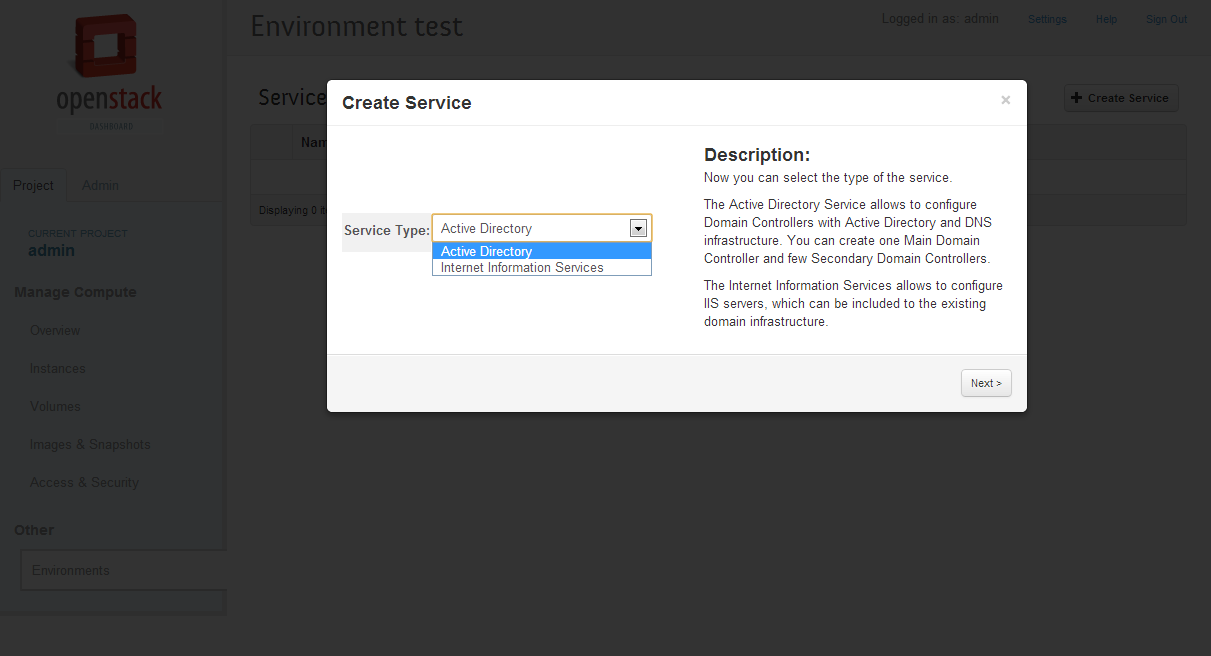 Environment test
Logged in as: admin
Settings
Help
Sign Out
openstack
DASHBOARD
Project
Admin
CURRENT PROJECT
admin
Manage Compute
Overview
Instances
Volumes
Images & Snapshots
Access & Security
Other
Environments
Service
+ Create Service
Nam
Displaying 0 it
Create Service
×
Service Type:
Active Directory
Active Directory
Internet Information Services
Description:
Now you can select the type of the service.
The Active Directory Service allows to configure
Domain Controllers with Active Directory and DNS
infrastructure. You can create one Main Domain
Controller and few Secondary Domain Controllers.
The Internet Information Services allows to configure
IIS servers, which can be included to the existing
domain infrastructure.
Next >